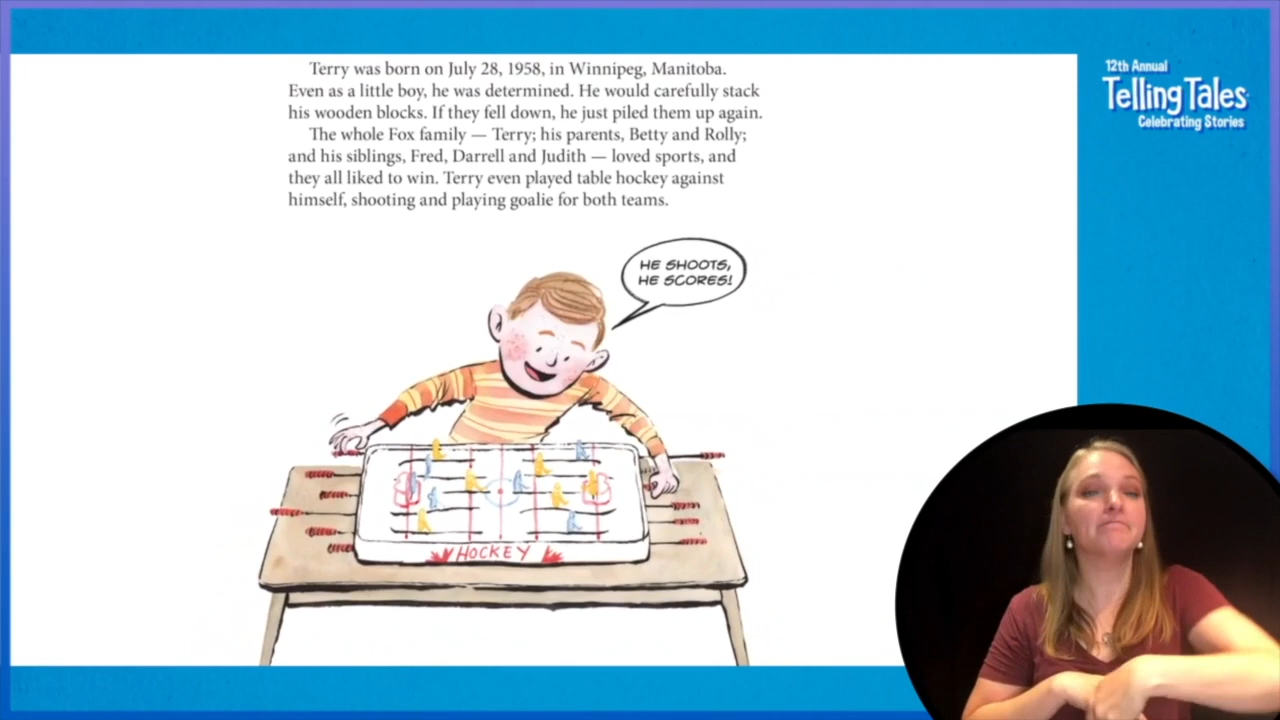 Terry was born on July 28, 1958, in Winnipeg, Manitoba.
Even as a little boy, he was determined. He would carefully stack
his wooden blocks. If they fell down, he just piled them up again.
The whole Fox family — Terry; his parents, Betty and Rolly;
and his siblings, Fred, Darrell and Judith — loved sports, and
they all liked to win. Terry even played table hockey against
himself, shooting and playing goalie for both teams.
HE SHOOTS,
HE SCORES!
HOCKEY
12th Annual
Telling Tales
Celebrating Stories